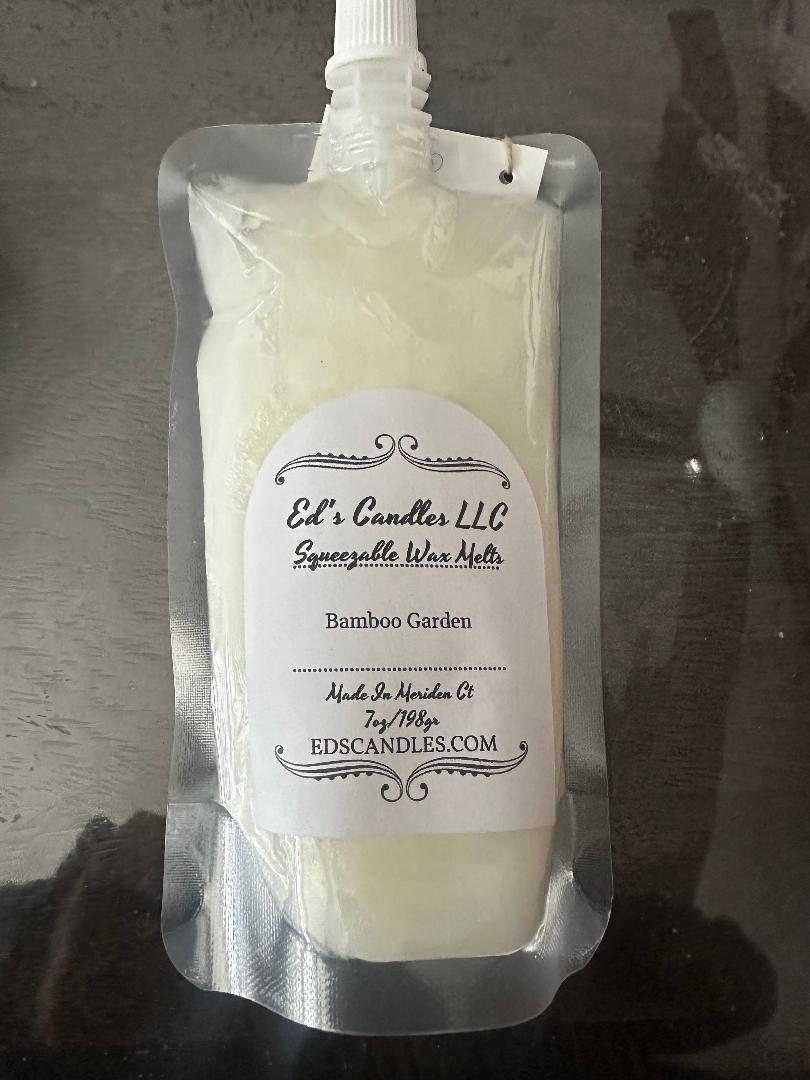 Ed's Candles LLC
Squeezable Wax Melts
Bamboo Garden
Made In Meriden Ct
7oz/198gr
EDSCANDLES.COM